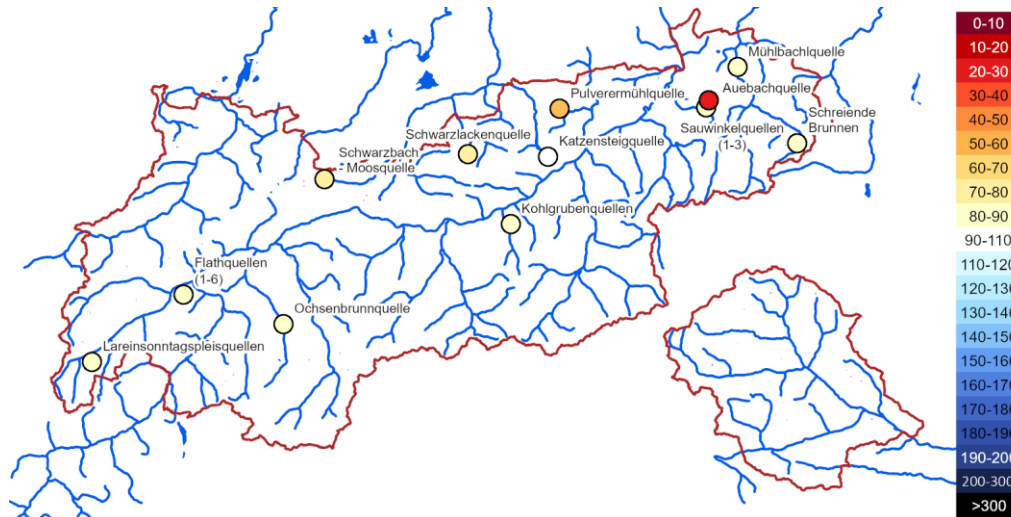 Mühlbachlquelle
Pulverermühlquelle
Auebachquelle
Schreiende
Brunnen
Schwarzlackenquelle
Katzensteigquelle
Sauwinkelquellen
(1-3)
Schwarzbach
Moosquelle
Kohlgrubenquellen
Flathquellen
(1-6)
Ochsenbrunnquelle
Lareinsonntagspleisquellen
0-10
10-20
20-30
30-40
40-50
50-60
60-70
70-80
80-90
90-110
110-120
120-130
130-140
140-150
150-160
160-170
170-180
180-190
190-200
200-300
>300